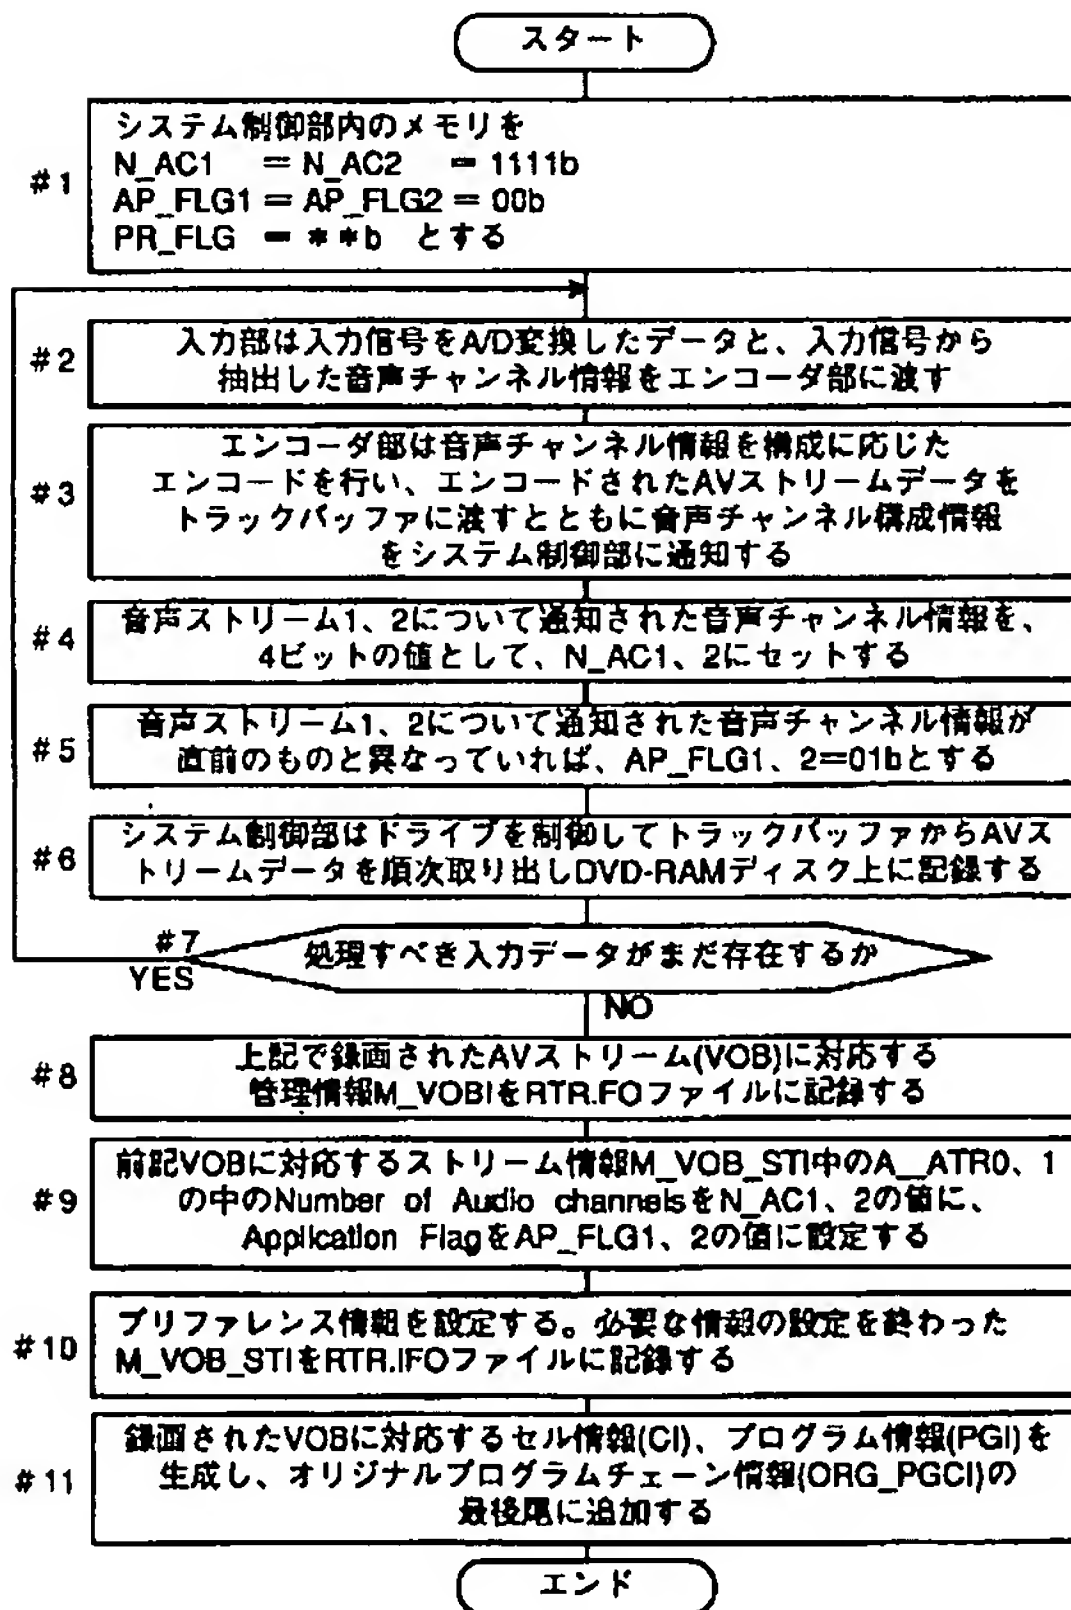 スタート
#1
システム制御部内のメモリを
N_AC1 = N_AC2 = 1111b
AP_FLG1 = AP_FLG2 = 00b
PR_FLG = **b とする
#2
入力部は入力信号をA/D変換したデータと、入力信号から
抽出した音声チャンネル情報をエンコーダ部に渡す
#3
エンコーダ部は音声チャンネル情報を構成に応じた
エンコードを行い、エンコードされたAVストリームデータを
トラックバッファに渡すとともに音声チャンネル構成情報
をシステム制御部に通知する
#4
音声ストリーム1、2について通知された音声チャンネル情報を、
4ビットの値として、N_AC1、2にセットする
#5
音声ストリーム1、2について通知された音声チャンネル情報が
直前のものと異なっていれば、AP_FLG1、2=01bとする
#6
システム制御部はドライブを制御してトラックバッファからAVス
トリームデータを順次取り出しDVD-RAMディスク上に記録する
#7
処理すべき入力データがまだ存在するか
YES
NO
#8
上記で録画されたAVストリーム(VOB)に対応する
管理情報M_VOBIをRTR.FOファイルに記録する
#9
前記VOBに対応するストリーム情報M_VOB_STI中のA_ATR0、1
の中のNumber of Audio channelsをN_AC1、2の値に、
Application FlagをAP_FLG1、2の値に設定する
#10
プリファレンス情報を設定する。必要な情報の設定を終わった
M_VOB_STIをRTR.IFOファイルに記録する
#11
録画されたVOBに対応するセル情報(CI)、プログラム情報(PGI)を
生成し、オリジナルプログラムチェーン情報(ORG_PGCI)の
最後尾に追加する
エンド